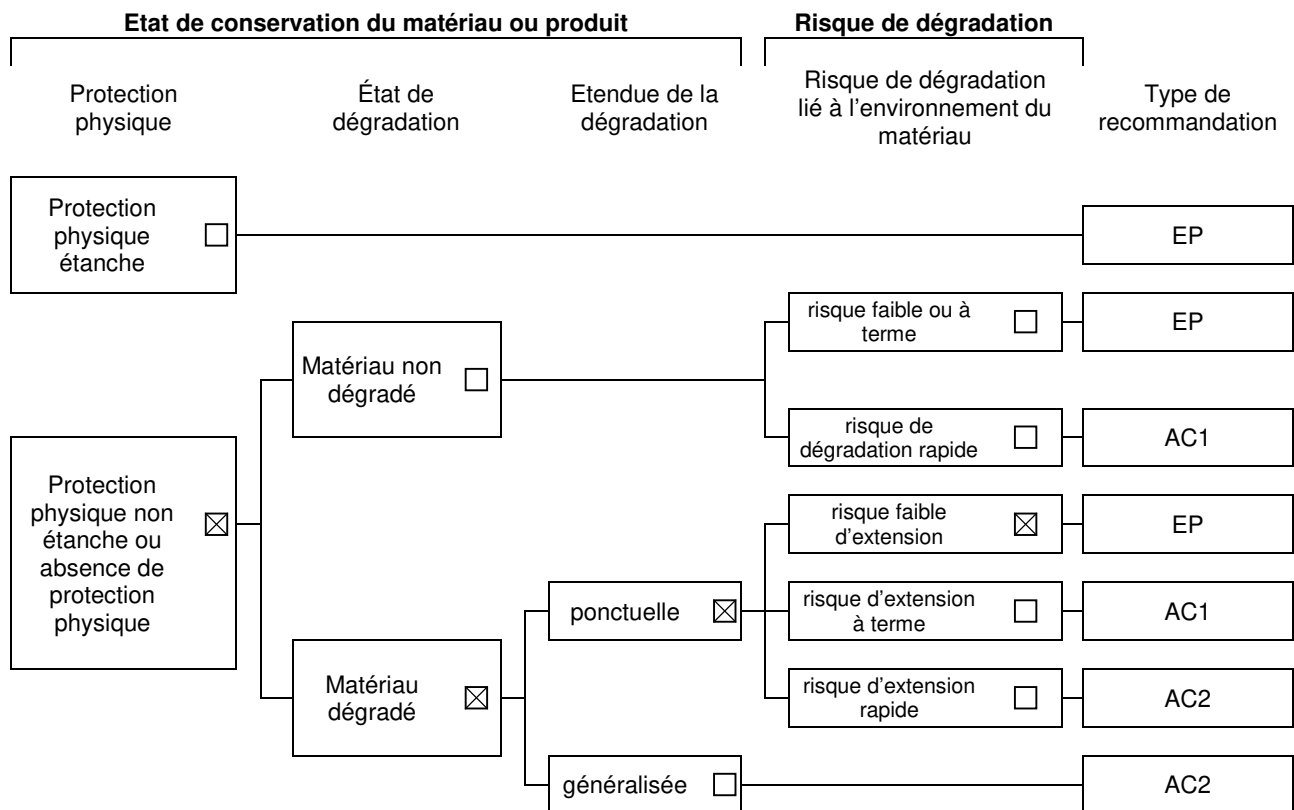 Etat de conservation du matériau ou produit
Risque de dégradation
Protection
physique
État de
dégradation
Etendue de la
dégradation
Risque de dégradation
lié à l'environnement du
matériau
Type de
recommandation
Protection
physique
étanche
EP
risque faible ou à
terme
EP
Matériau non
dégradé
risque de
dégradation rapide
AC1
Protection
physique non
étanche ou
absence de
protection
physique
risque faible
d'extension
EP
ponctuelle
risque d'extension
à terme
AC1
Matériau
dégradé
risque d'extension
rapide
AC2
généralisée
AC2